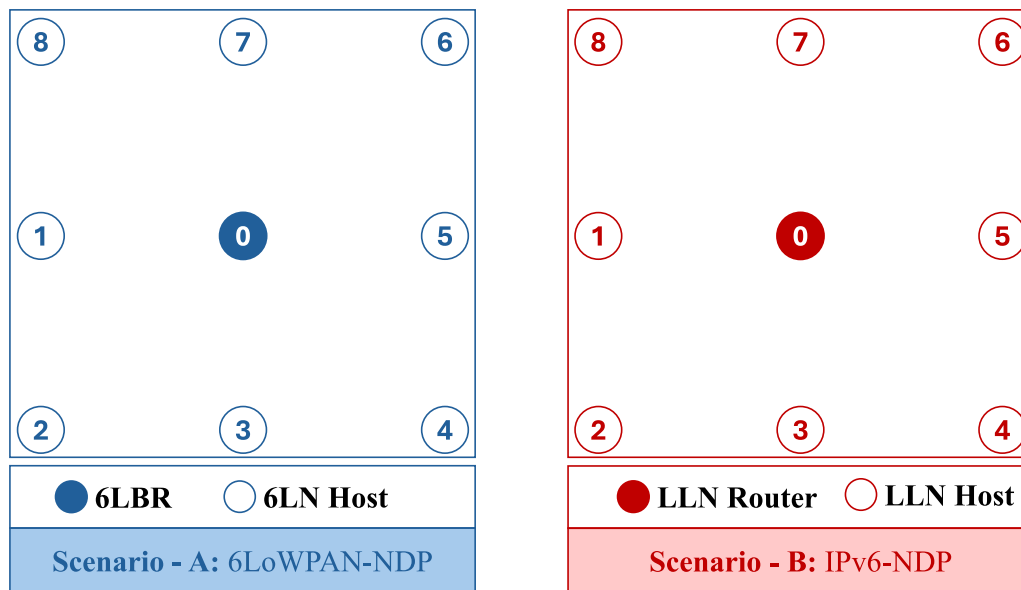 8 7 6
1 0 5
2 3 4
6LBR 6LN Host
Scenario - A: 6LoWPAN-NDP
8 7 6
1 0 5
2 3 4
LLN Router LLN Host
Scenario - B: IPv6-NDP